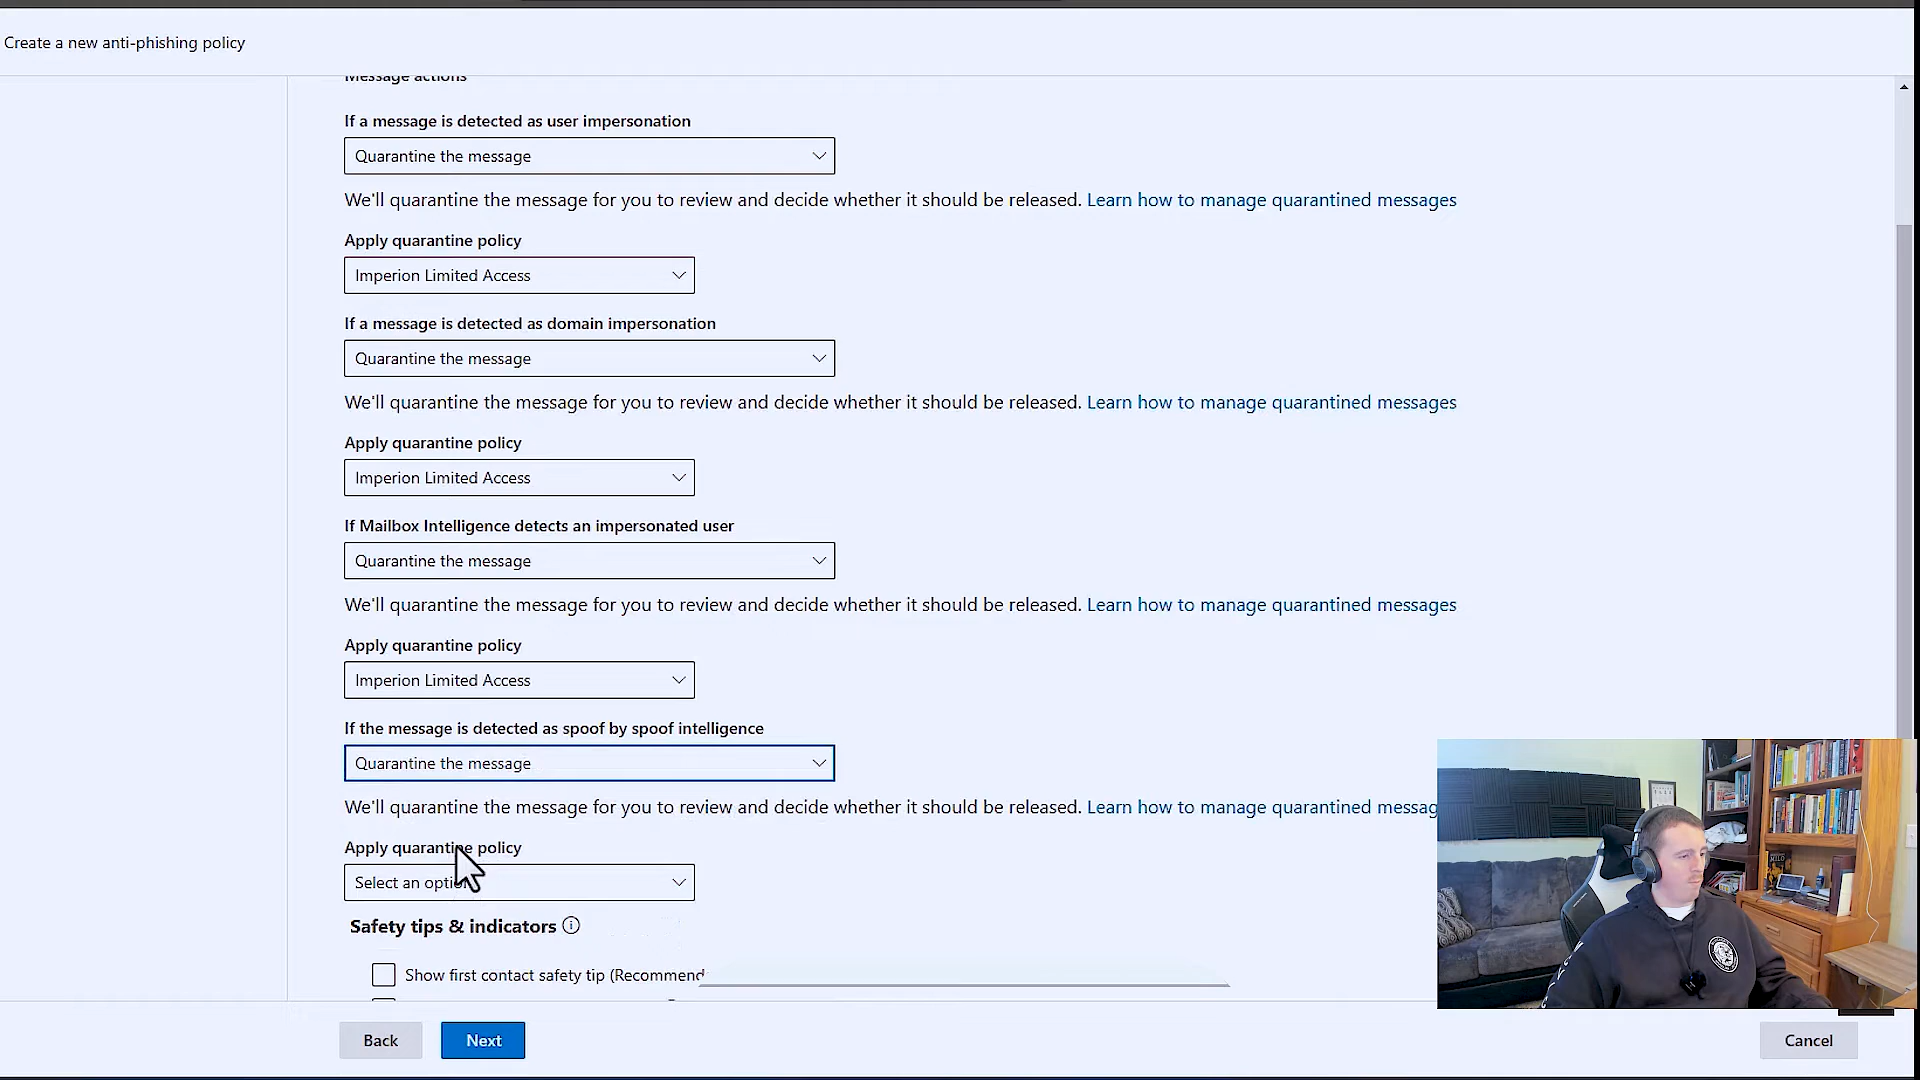 Create a new anti-phishing policy
Message actions
If a message is detected as user impersonation
Quarantine the message
We'll quarantine the message for you to review and decide whether it should be released. Learn how to manage quarantined messages
Apply quarantine policy
Imperion Limited Access
If a message is detected as domain impersonation
Quarantine the message
We'll quarantine the message for you to review and decide whether it should be released. Learn how to manage quarantined messages
Apply quarantine policy
Imperion Limited Access
If Mailbox Intelligence detects an impersonated user
Quarantine the message
We'll quarantine the message for you to review and decide whether it should be released. Learn how to manage quarantined messages
Apply quarantine policy
Imperion Limited Access
If the message is detected as spoof by spoof intelligence
Quarantine the message
We'll quarantine the message for you to review and decide whether it should be released. Learn how to manage quarantined messag
Apply quarantine policy
Select an option
Safety tips & indicators
Show first contact safety tip (Recommend
Back
Next
Cancel